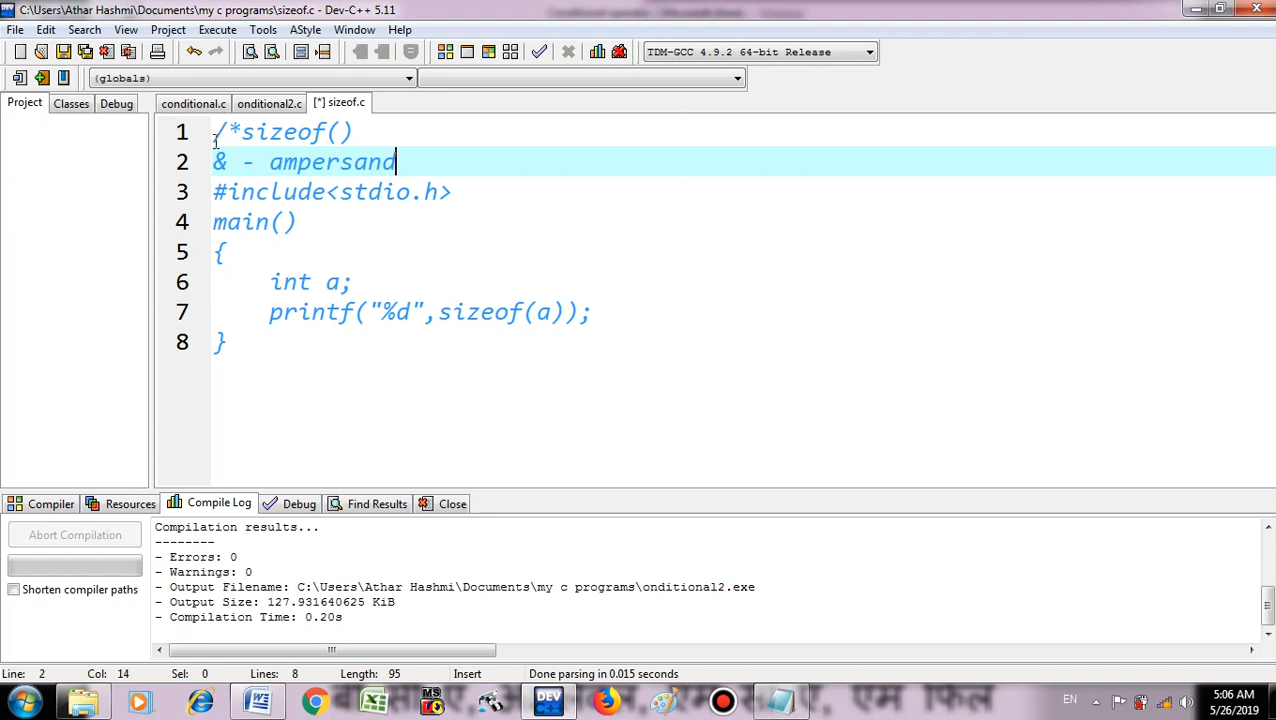 C:\Users\Athar Hashmi\Documents\my c programs\sizeof.c - Dev-C++ 5.11
File Edit Search View Project Execute Tools AStyle Window Help
TDM-GCC 4.9.2 64-bit Release
(globals)
Project Classes Debug
conditional.c onditional2.c [*] sizeof.c
1 /*sizeof()
2 & - ampersand
3 #include<stdio.h>
4 main()
5 {
6 int a;
7 printf("%d",sizeof(a));
8 }
Compiler Resources Compile Log Debug Find Results Close
Abort Compilation
Shorten compiler paths
Compilation results...
--------
- Errors: 0
- Warnings: 0
- Output Filename: C:\Users\Athar Hashmi\Documents\my c programs\onditional2.exe
- Output Size: 127.931640625 KiB
- Compilation Time: 0.20s
Line: 2 Col: 14 Sel: 0 Lines: 8 Length: 95 Insert Done parsing in 0.015 seconds
MS
DEV
EN
5:06 AM
5/26/2019